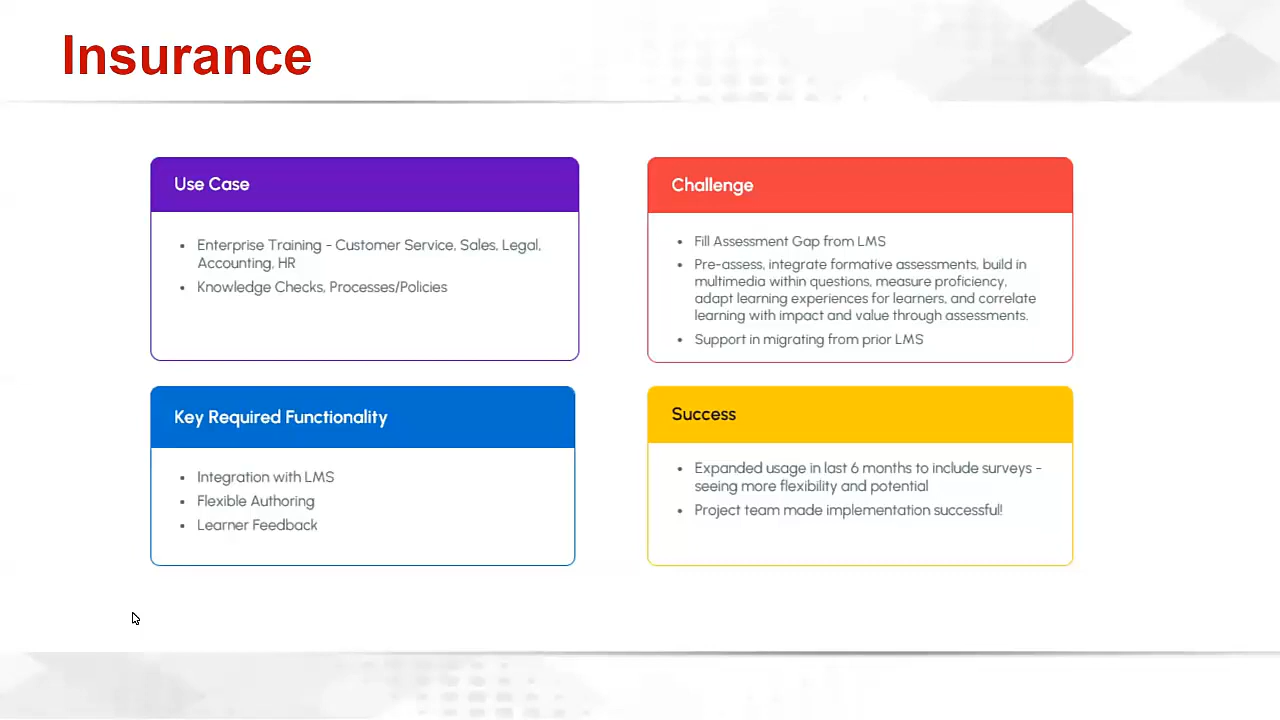 Insurance
Use Case
• Enterprise Training - Customer Service, Sales, Legal,
Accounting, HR
• Knowledge Checks, Processes/Policies
Challenge
• Fill Assessment Gap from LMS
• Pre-assess, integrate formative assessments, build in
multimedia within questions, measure proficiency,
adapt learning experiences for learners, and correlate
learning with impact and value through assessments.
• Support in migrating from prior LMS
Key Required Functionality
• Integration with LMS
• Flexible Authoring
• Learner Feedback
Success
• Expanded usage in last 6 months to include surveys -
seeing more flexibility and potential
• Project team made implementation successful!